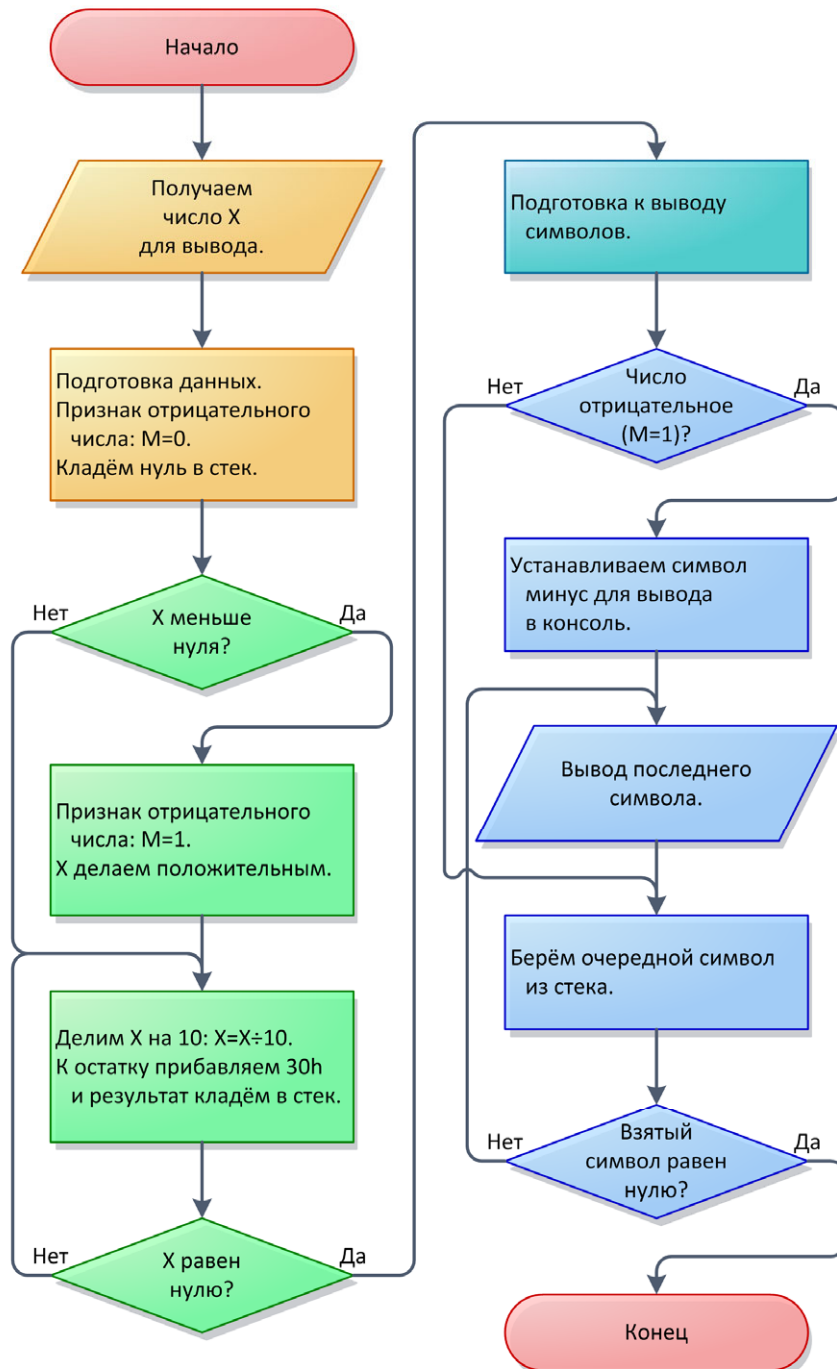 Начало
Получаем
число X
для вывода.
Подготовка данных.
Признак отрицательного
числа: M=0.
Кладём нуль в стек.
Нет
X меньше
нуля?
Да
Признак отрицательного
числа: M=1.
X делаем положительным.
Делим X на 10: X=X÷10.
К остатку прибавляем 30h
и результат кладём в стек.
Нет
X равен
нулю?
Да
Подготовка к выводу
символов.
Нет
Число
отрицательное
(M=1)?
Да
Устанавливаем символ
минус для вывода
в консоль.
Вывод последнего
символа.
Берём очередной символ
из стека.
Нет
Взятый
символ равен
нулю?
Да
Конец